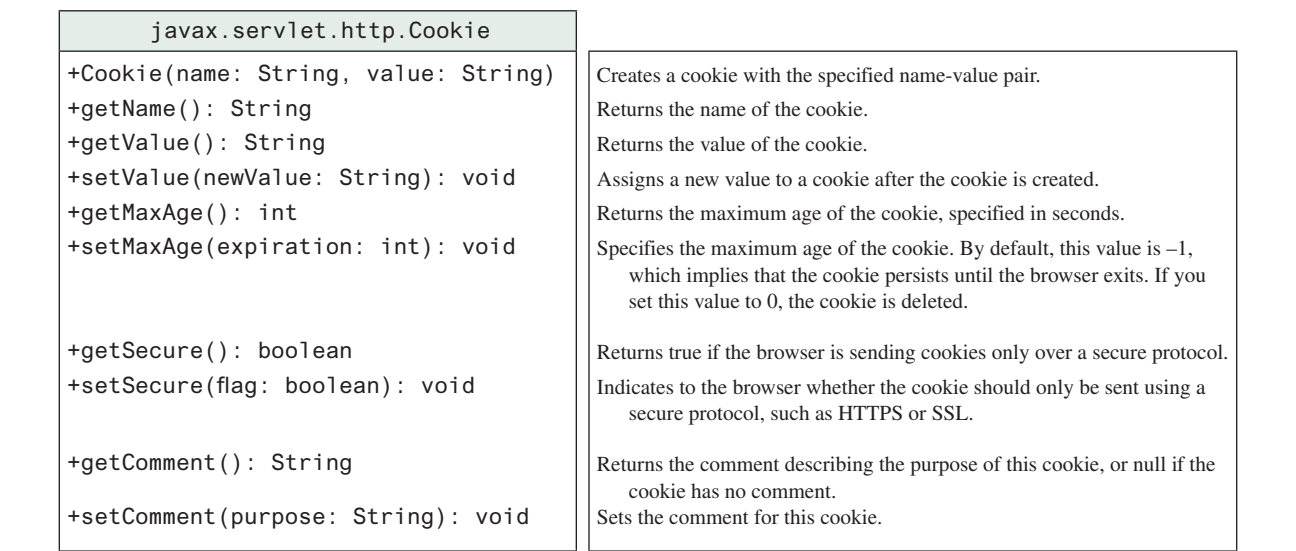 javax.servlet.http.Cookie
+Cookie(name: String, value: String)
Creates a cookie with the specified name-value pair.
+getName(): String
Returns the name of the cookie.
+getValue(): String
Returns the value of the cookie.
+setValue(newValue: String): void
Assigns a new value to a cookie after the cookie is created.
+getMaxAge(): int
Returns the maximum age of the cookie, specified in seconds.
+setMaxAge(expiration: int): void
Specifies the maximum age of the cookie. By default, this value is –1,
which implies that the cookie persists until the browser exits. If you
set this value to 0, the cookie is deleted.
+getSecure(): boolean
Returns true if the browser is sending cookies only over a secure protocol.
+setSecure(flag: boolean): void
Indicates to the browser whether the cookie should only be sent using a
secure protocol, such as HTTPS or SSL.
+getComment(): String
Returns the comment describing the purpose of this cookie, or null if the
cookie has no comment.
+setComment(purpose: String): void
Sets the comment for this cookie.